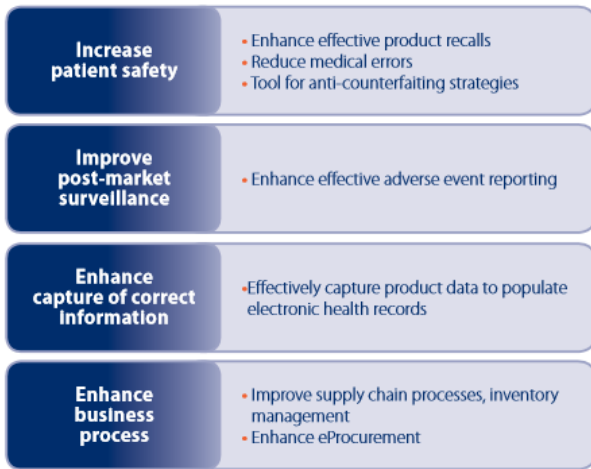 Increase
patient safety
• Enhance effective product recalls
• Reduce medical errors
• Tool for anti-counterfaiting strategies
Improve
post-market
surveillance
• Enhance effective adverse event reporting
Enhance
capture of correct
information
•Effectively capture product data to populate
electronic health records
Enhance
business
process
• Improve supply chain processes, inventory
management
• Enhance eProcurement